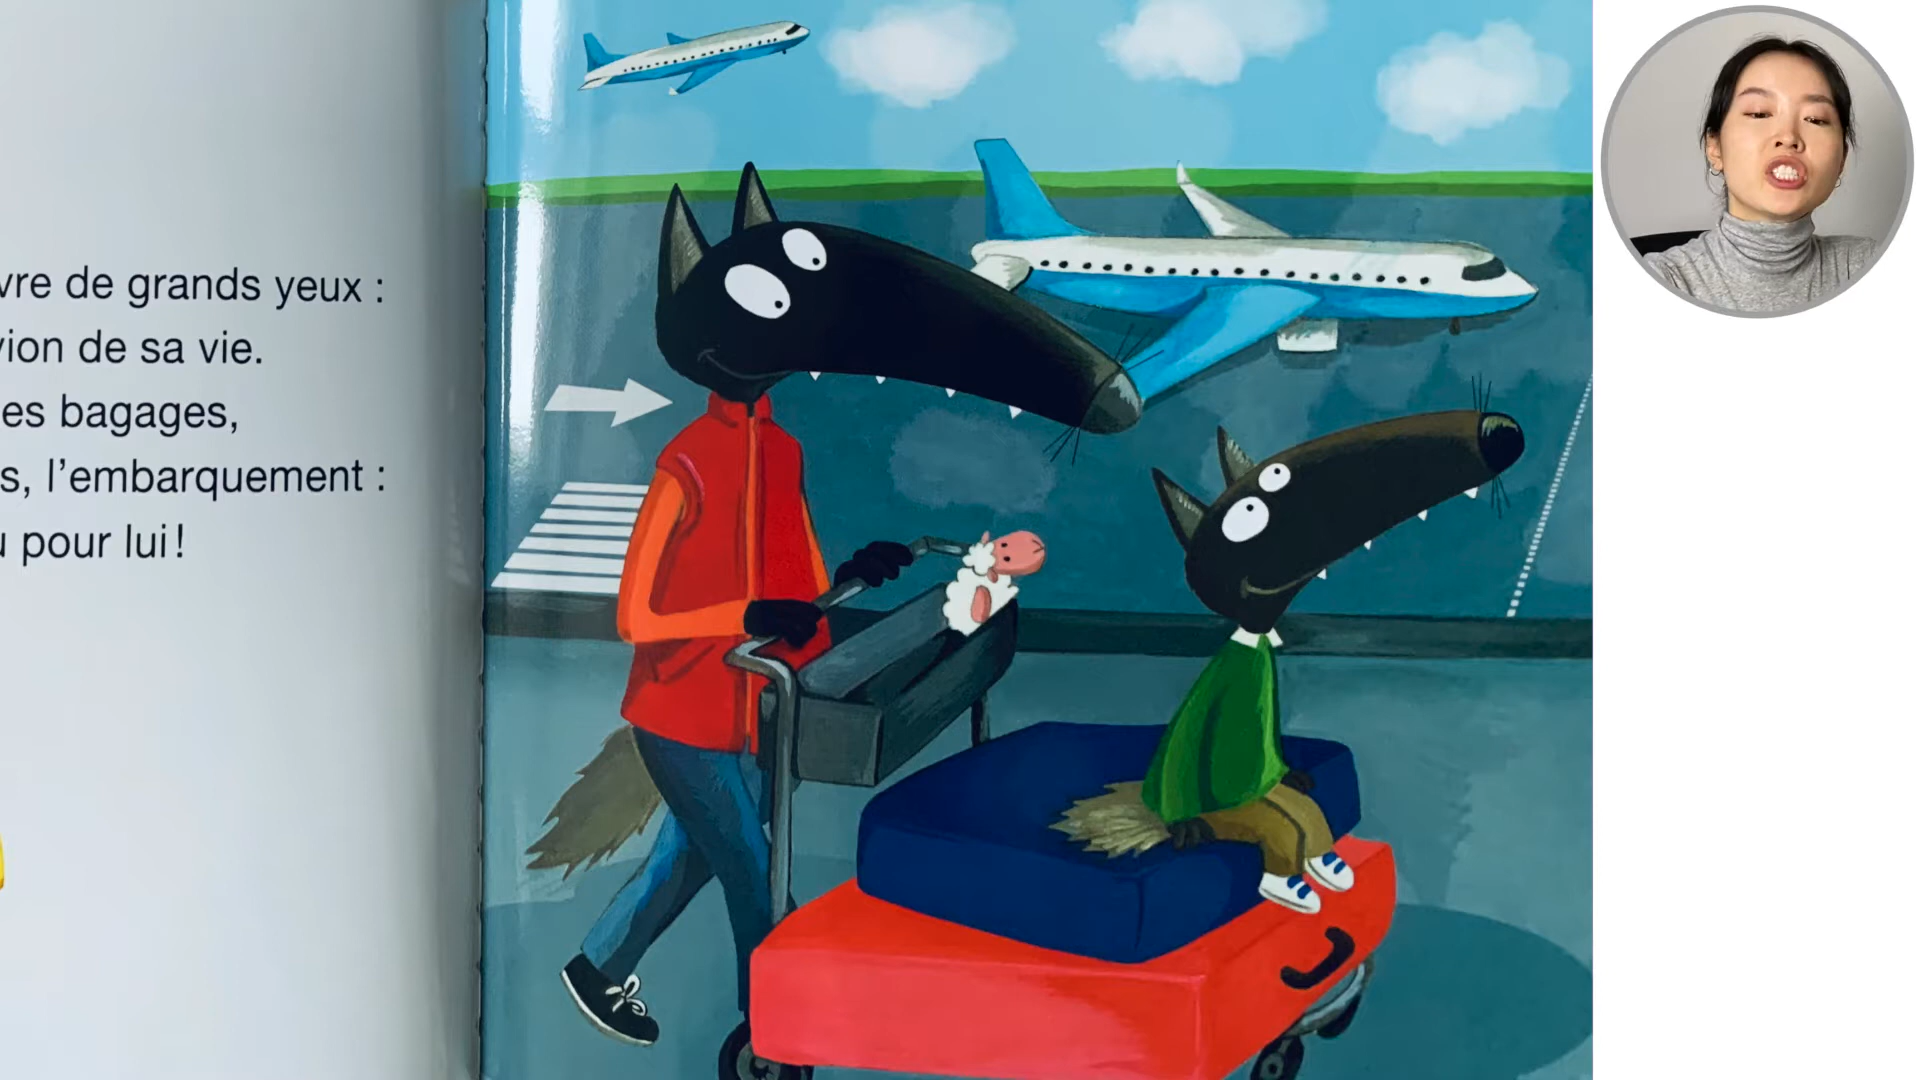 vre de grands yeux :
vion de sa vie.
es bagages,
s, l’embarquement :
pour lui !